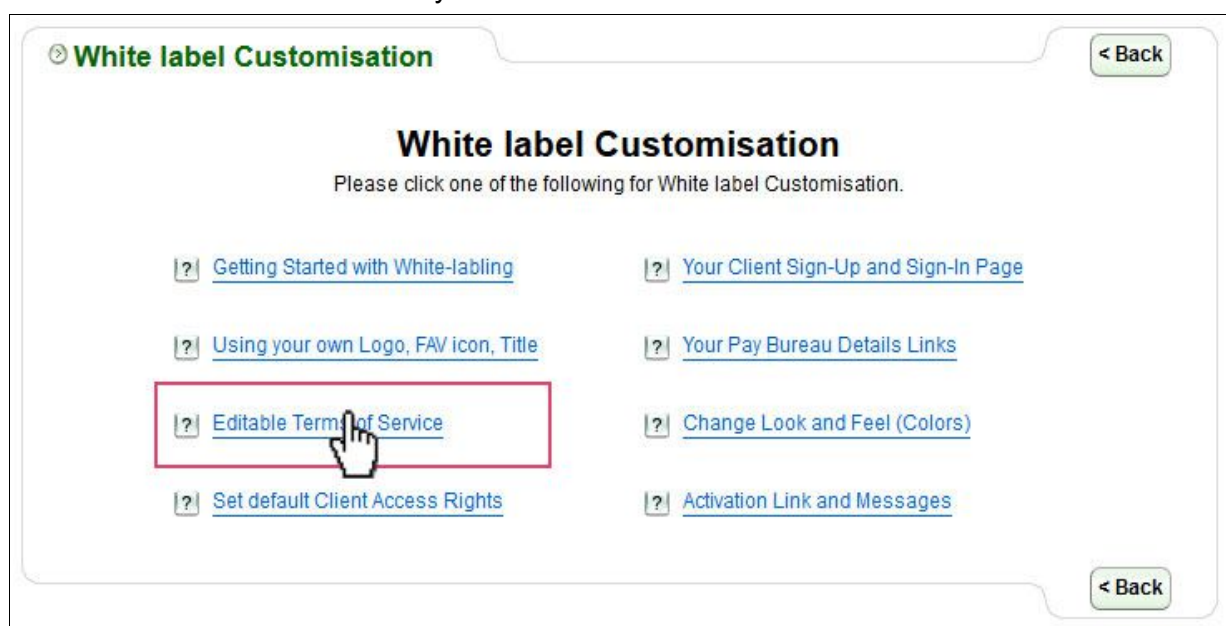 White label Customisation
< Back
White label Customisation
Please click one of the following for White label Customisation.
? Getting Started with White-labling
? Your Client Sign-Up and Sign-In Page
? Using your own Logo, FAV icon, Title
? Your Pay Bureau Details Links
? Editable Terms of Service
? Change Look and Feel (Colors)
? Set default Client Access Rights
? Activation Link and Messages
< Back